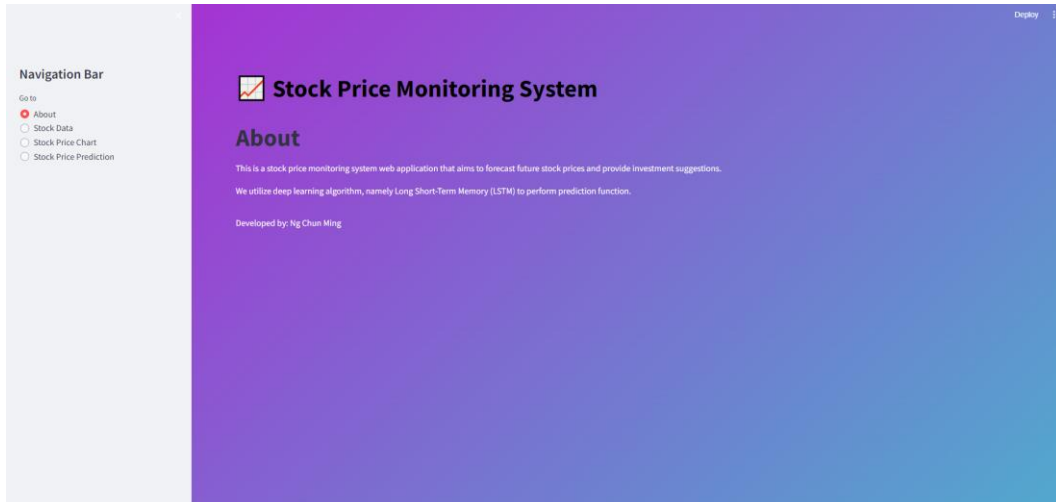 Deploy
Navigation Bar
Go to
About
Stock Data
Stock Price Chart
Stock Price Prediction
Stock Price Monitoring System
About
This is a stock price monitoring system web application that aims to forecast future stock prices and provide investment suggestions.
We utilize deep learning algorithm, namely Long Short-Term Memory (LSTM) to perform prediction function.
Developed by: Ng Chun Ming